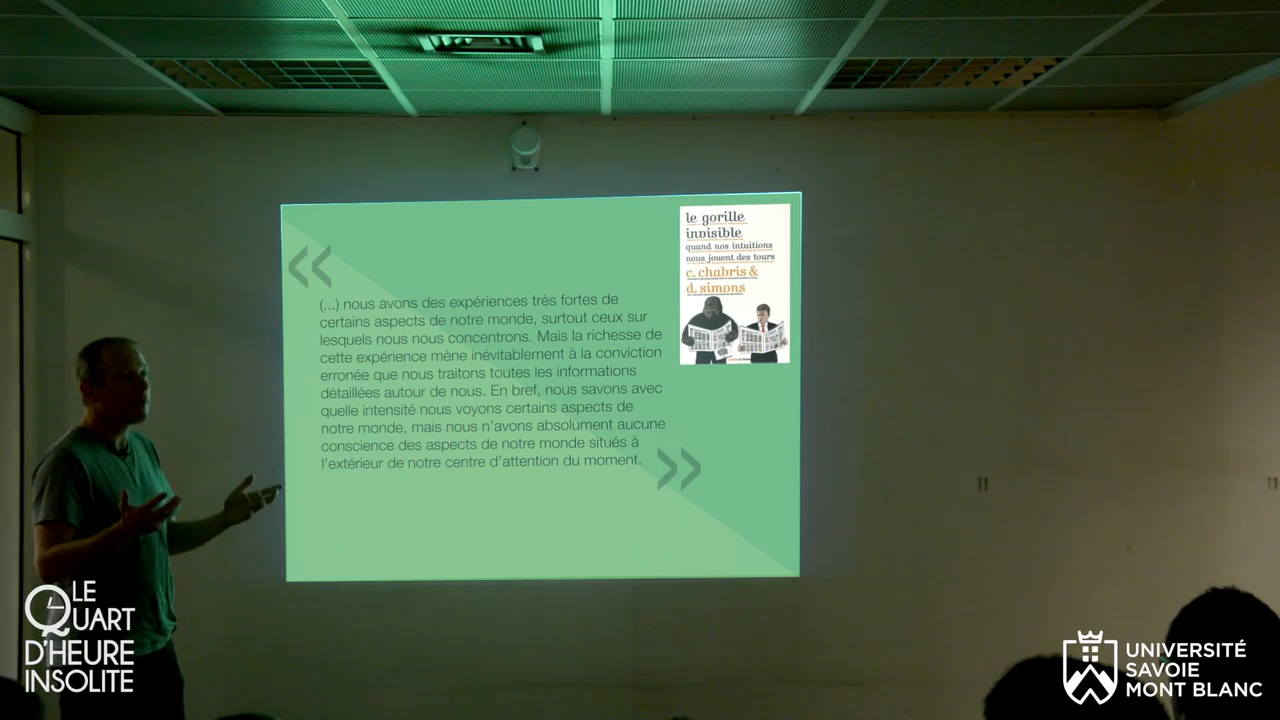 «
(...) nous avons des expériences très fortes de
certains aspects de notre monde, surtout ceux sur
lesquels nous nous concentrons. Mais la richesse de
cette expérience mène inévitablement à la conviction
erronée que nous traitons toutes les informations
détaillées autour de nous. En bref, nous savons avec
quelle intensité nous voyons certains aspects de
notre monde, mais nous n'avons absolument aucune
conscience des aspects de notre monde situés à
l'extérieur de notre centre d'attention du moment.
»
le gorille
invisible
quand nos intuitions
nous jouent des tours
c. chabris &
d. simons
LE
QUART
D'HEURE
INSOLITE
UNIVERSITÉ
SAVOIE
MONT BLANC